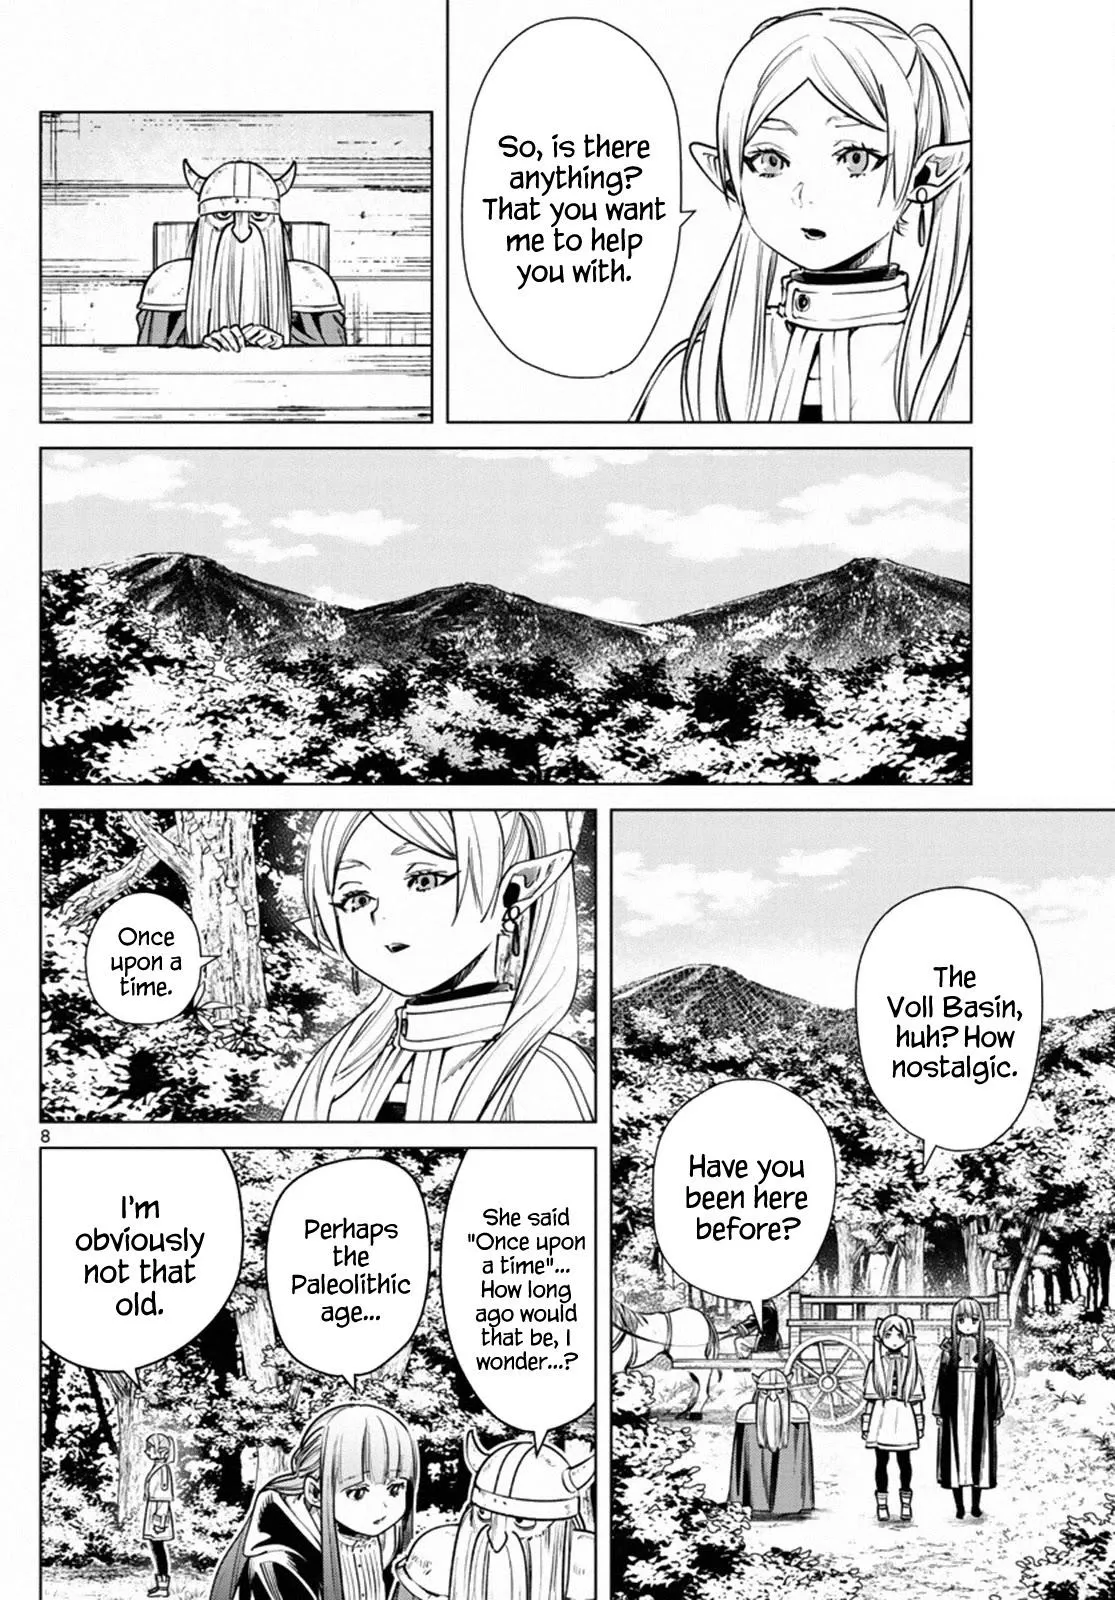 So, is there
anything?
That you want
me to help
you with.
The
Voll Basin,
huh? How
nostalgic.
Have you
been here
before?
Once
upon a
time.
8
She said
"Once upon
a time"...
How long
ago would
that be, I
wonder...?
Perhaps
the
Paleolithic
age...
I'm
obviously
not that
old.